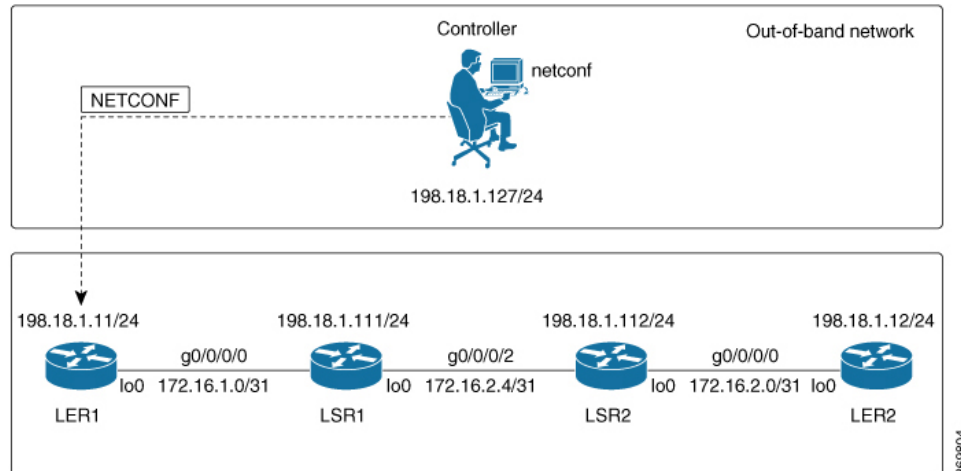 Controller
Out-of-band network
netconf
NETCONF
198.18.1.127/24
198.18.1.11/24
198.18.1.111/24
198.18.1.112/24
198.18.1.12/24
g0/0/0/0
g0/0/0/2
g0/0/0/0
lo0
172.16.1.0/31
lo0
172.16.2.4/31
lo0
172.16.2.0/31
lo0
LER1
LSR1
LSR2
LER2